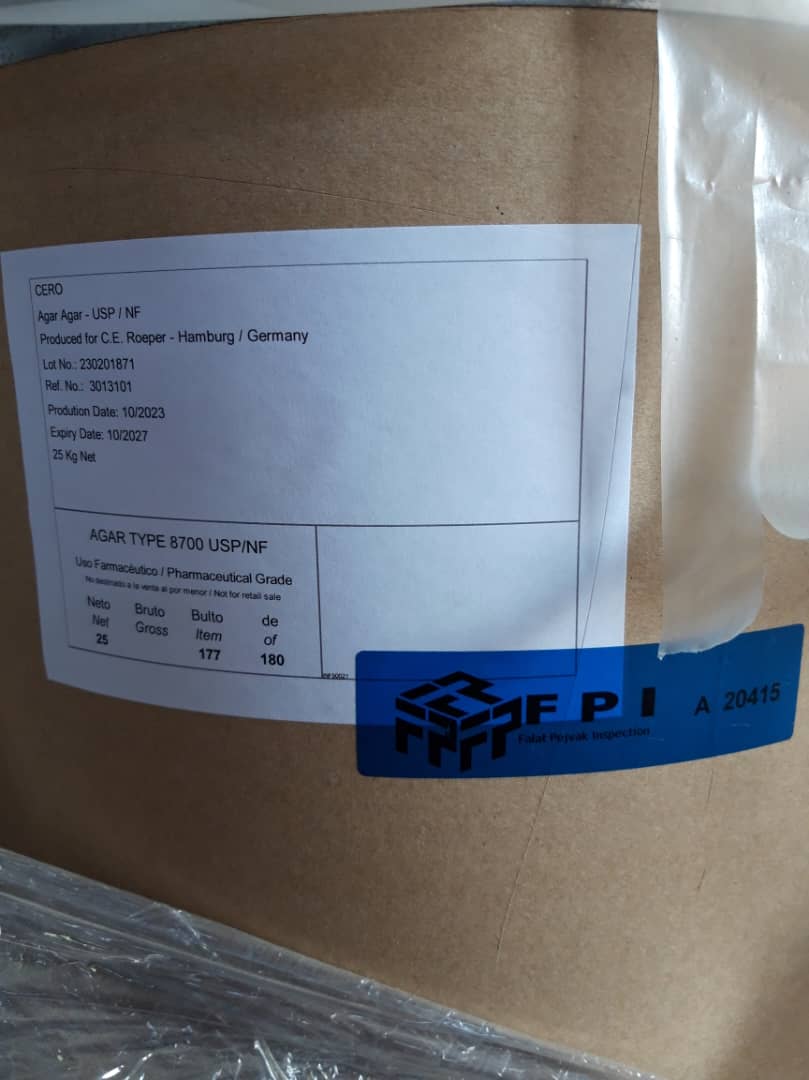 CERO
Agar Agar - USP / NF
Produced for C.E. Roeper - Hamburg / Germany
Lot No.: 230201871
Ref. No.: 3013101
Prodution Date: 10/2023
Expiry Date: 10/2027
25 Kg Net
AGAR TYPE 8700 USP/NF
Uso Farmacéutico / Pharmaceutical Grade
No destinado a la venta al por menor / Not for retail sale
Neto Bruto Bulto de
Net Gross Item of
25 177 180
FPI A 20415
Falat Pejvak Inspection